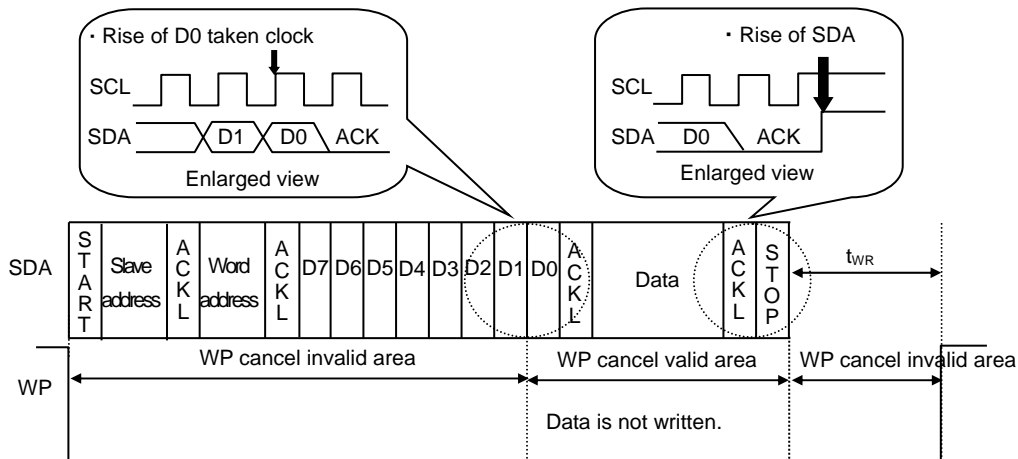 ・Rise of D0 taken clock
SCL
SDA D1 D0 ACK
Enlarged view
・Rise of SDA
SCL
SDA D0 ACK
Enlarged view
SDA START Slave address ACKL Word address ACKL D7 D6 D5 D4 D3 D2 D1 D0 ACKL Data ACKL STOP tWR
WP cancel invalid area WP cancel valid area WP cancel invalid area
WP
Data is not written.